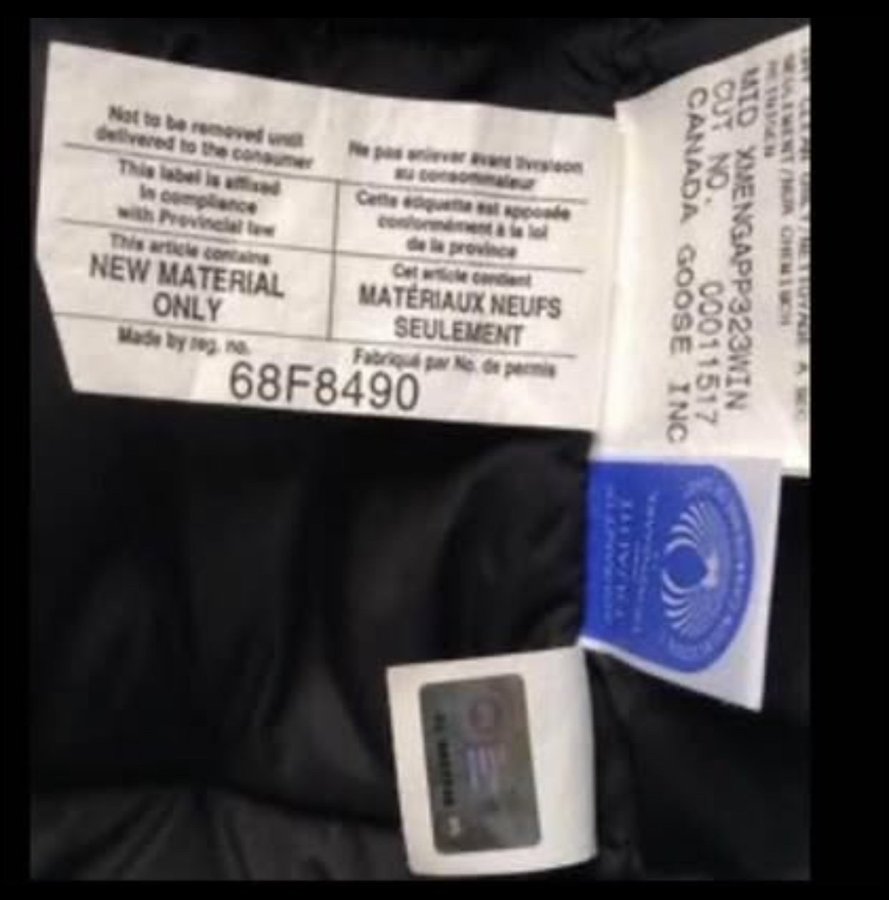 Not to be removed until
delivered to the consumer
Ne pas enlever avant livraison
au consommateur
This label is affixed
in compliance
with Provincial law
Cette étiquette est apposée
conformément à la loi
de la province
This article contains
NEW MATERIAL
ONLY
Cet article contient
MATÉRIAUX NEUFS
SEULEMENT
Made by reg. no.
Fabriqué par No. de permis
68F8490
MTD XMENGAPP323WIN
CUT NO. 00011517
CANADA GOOSE INC